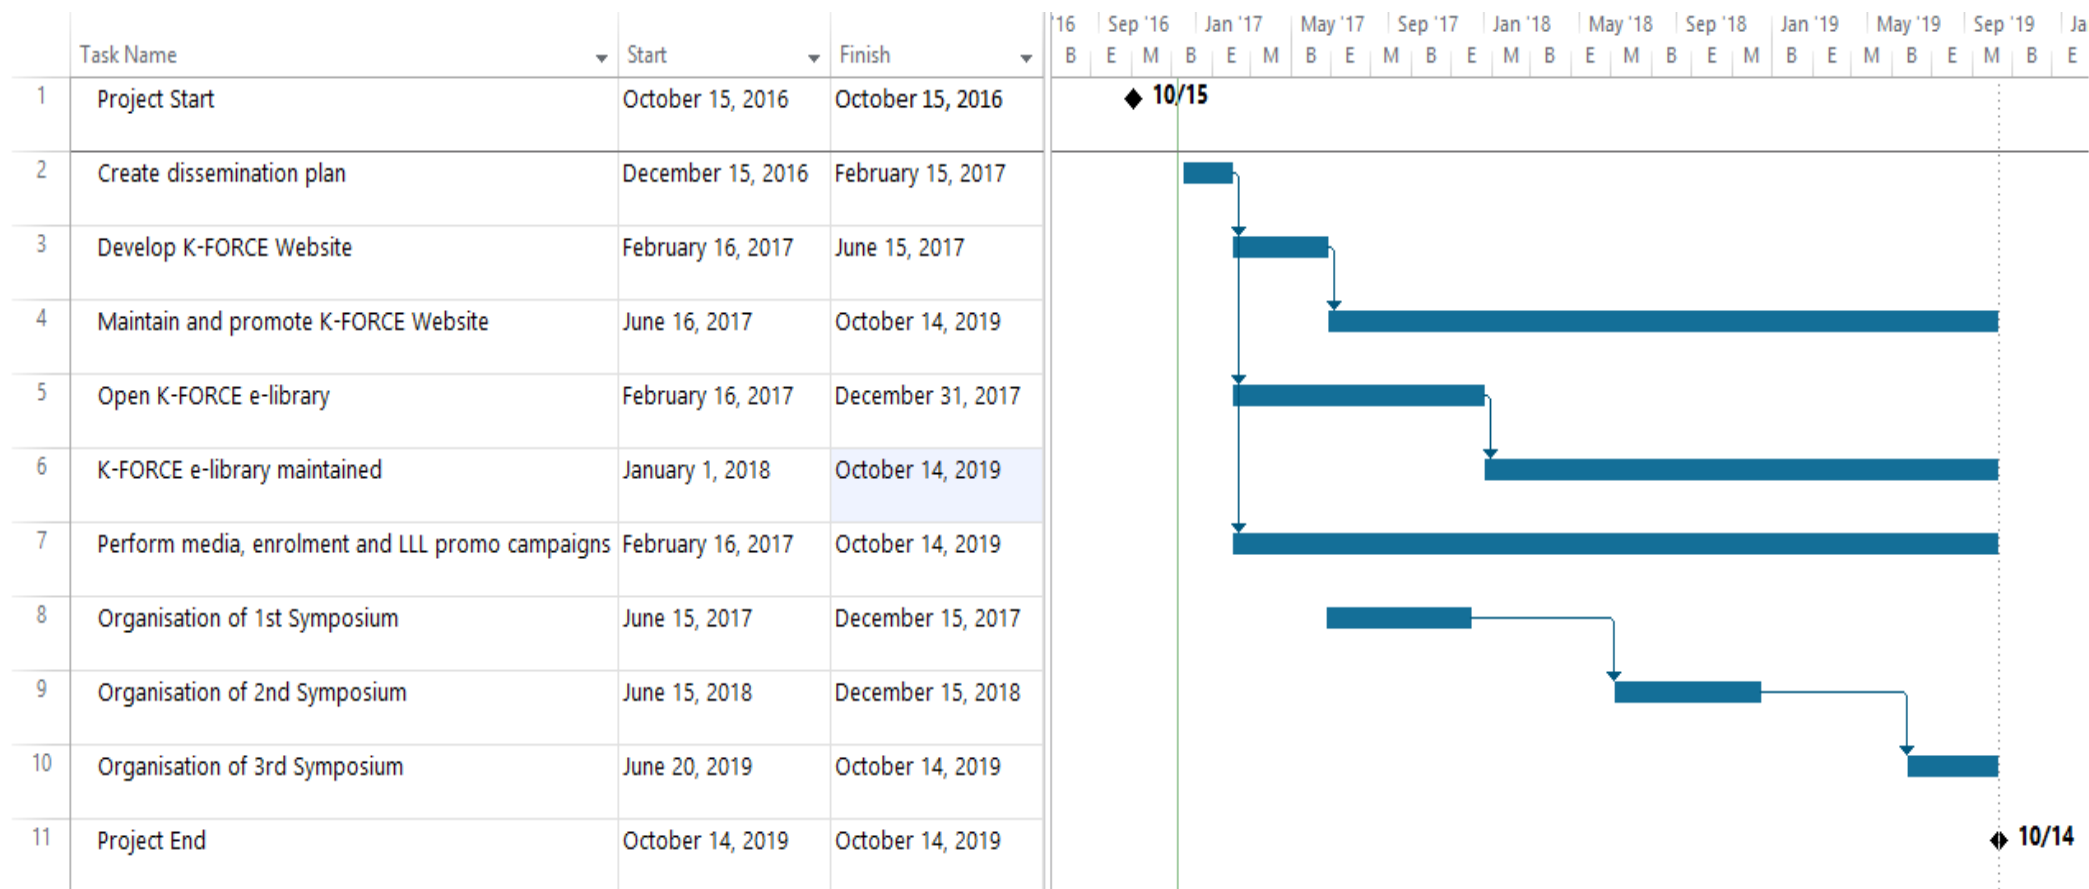 '16 Sep '16 Jan '17 May '17 Sep '17 Jan '18 May '18 Sep '18 Jan '19 May '19 Sep '19 Ja
Task Name Start Finish B E M B E M B E M B E M B E M B E M B E M B E M B E
1 Project Start October 15, 2016 October 15, 2016 10/15
2 Create dissemination plan December 15, 2016 February 15, 2017
3 Develop K-FORCE Website February 16, 2017 June 15, 2017
4 Maintain and promote K-FORCE Website June 16, 2017 October 14, 2019
5 Open K-FORCE e-library February 16, 2017 December 31, 2017
6 K-FORCE e-library maintained January 1, 2018 October 14, 2019
7 Perform media, enrolment and LLL promo campaigns February 16, 2017 October 14, 2019
8 Organisation of 1st Symposium June 15, 2017 December 15, 2017
9 Organisation of 2nd Symposium June 15, 2018 December 15, 2018
10 Organisation of 3rd Symposium June 20, 2019 October 14, 2019
11 Project End October 14, 2019 October 14, 2019 10/14